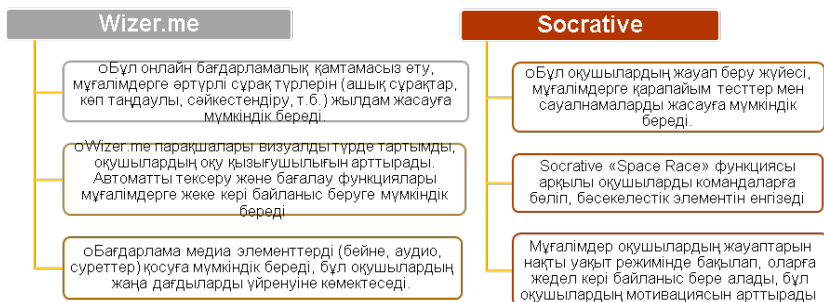 Wizer.me
oБұл онлайн бағдарламалық қамтамасыз ету,
мұғалімдерге әртүрлі сұрақ түрлерін (ашық сұрақтар,
көп таңдаулы, сәйкестендіру, т.б.) жылдам жасауға
мүмкіндік береді.
oWizer.me парақшалары визуалды түрде тартымды,
оқушылардың оқу қызығушылығын арттырады.
Автоматты тексеру және бағалау функциялары
мұғалімдерге жеке кері байланыс беруге мүмкіндік
береді
oБағдарлама медиа элементтерді (бейне, аудио,
суреттер) қосуға мүмкіндік береді, бұл оқушылардың
жаңа дағдыларды үйренуіне көмектеседі.
Socrative
oБұл оқушылардың жауап беру жүйесі,
мұғалімдерге қарапайым тесттер мен
сауалнамаларды жасауға мүмкіндік
береді.
Socrative «Space Race» функциясы
арқылы оқушыларды командаларға
бөліп, бәсекелестік элементін енгізеді
Мұғалімдер оқушылардың жауаптарын
нақты уақыт режимінде бақылап, оларға
жедел кері байланыс бере алады, бұл
оқушылардың мотивациясын арттырады